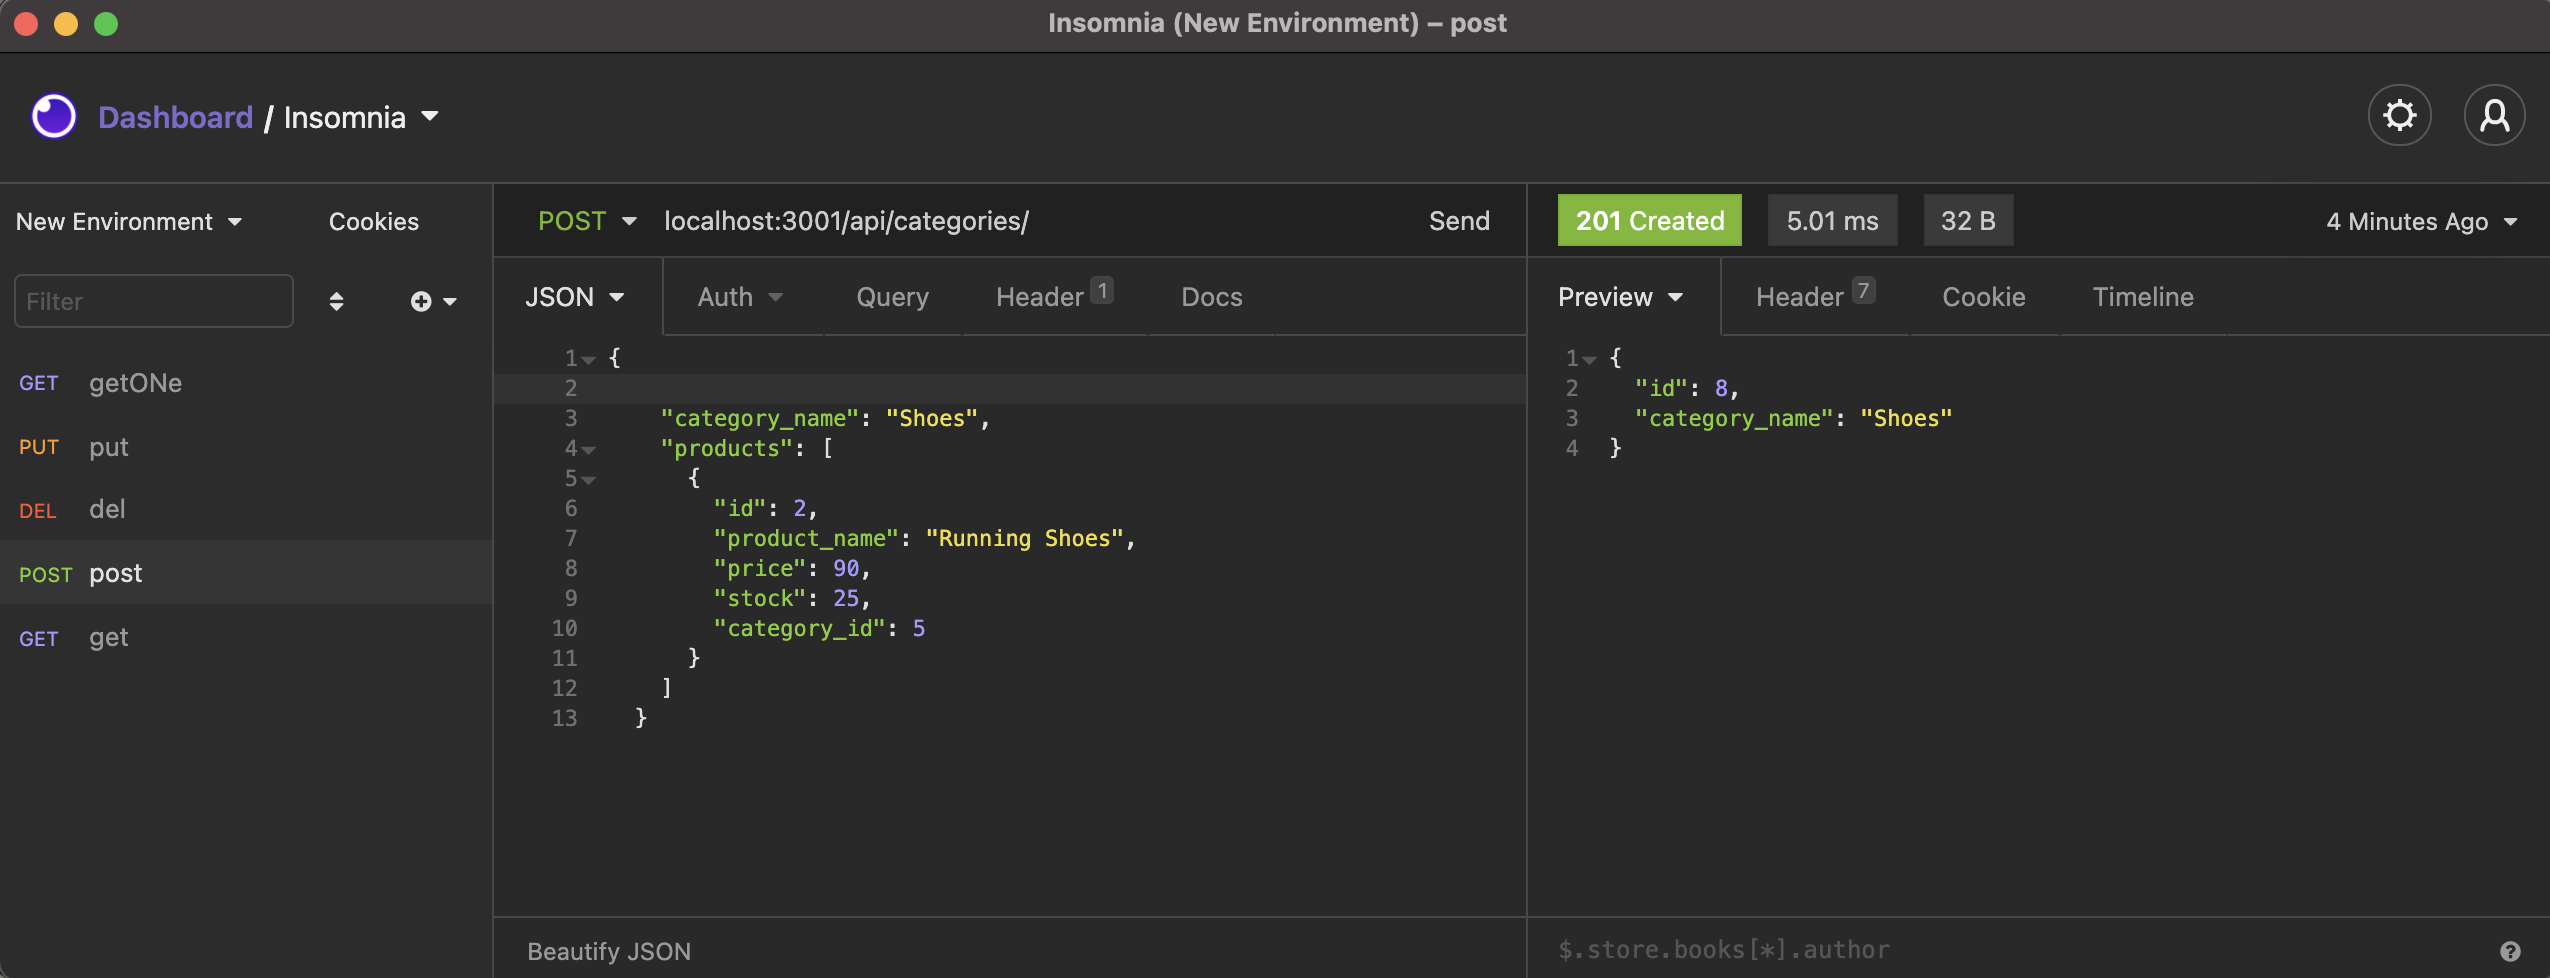 Insomnia (New Environment) – post
Dashboard / Insomnia
New Environment
Cookies
Filter
GET getONe
PUT put
DEL del
POST post
GET get
POST localhost:3001/api/categories/ Send
JSON Auth Query Header 1 Docs
1 {
2
3 "category_name": "Shoes",
4 "products": [
5 {
6 "id": 2,
7 "product_name": "Running Shoes",
8 "price": 90,
9 "stock": 25,
10 "category_id": 5
11 }
12 ]
13 }
Beautify JSON
201 Created 5.01 ms 32 B 4 Minutes Ago
Preview Header 7 Cookie Timeline
1 {
2 "id": 8,
3 "category_name": "Shoes"
4 }
$.store.books[*].author ?